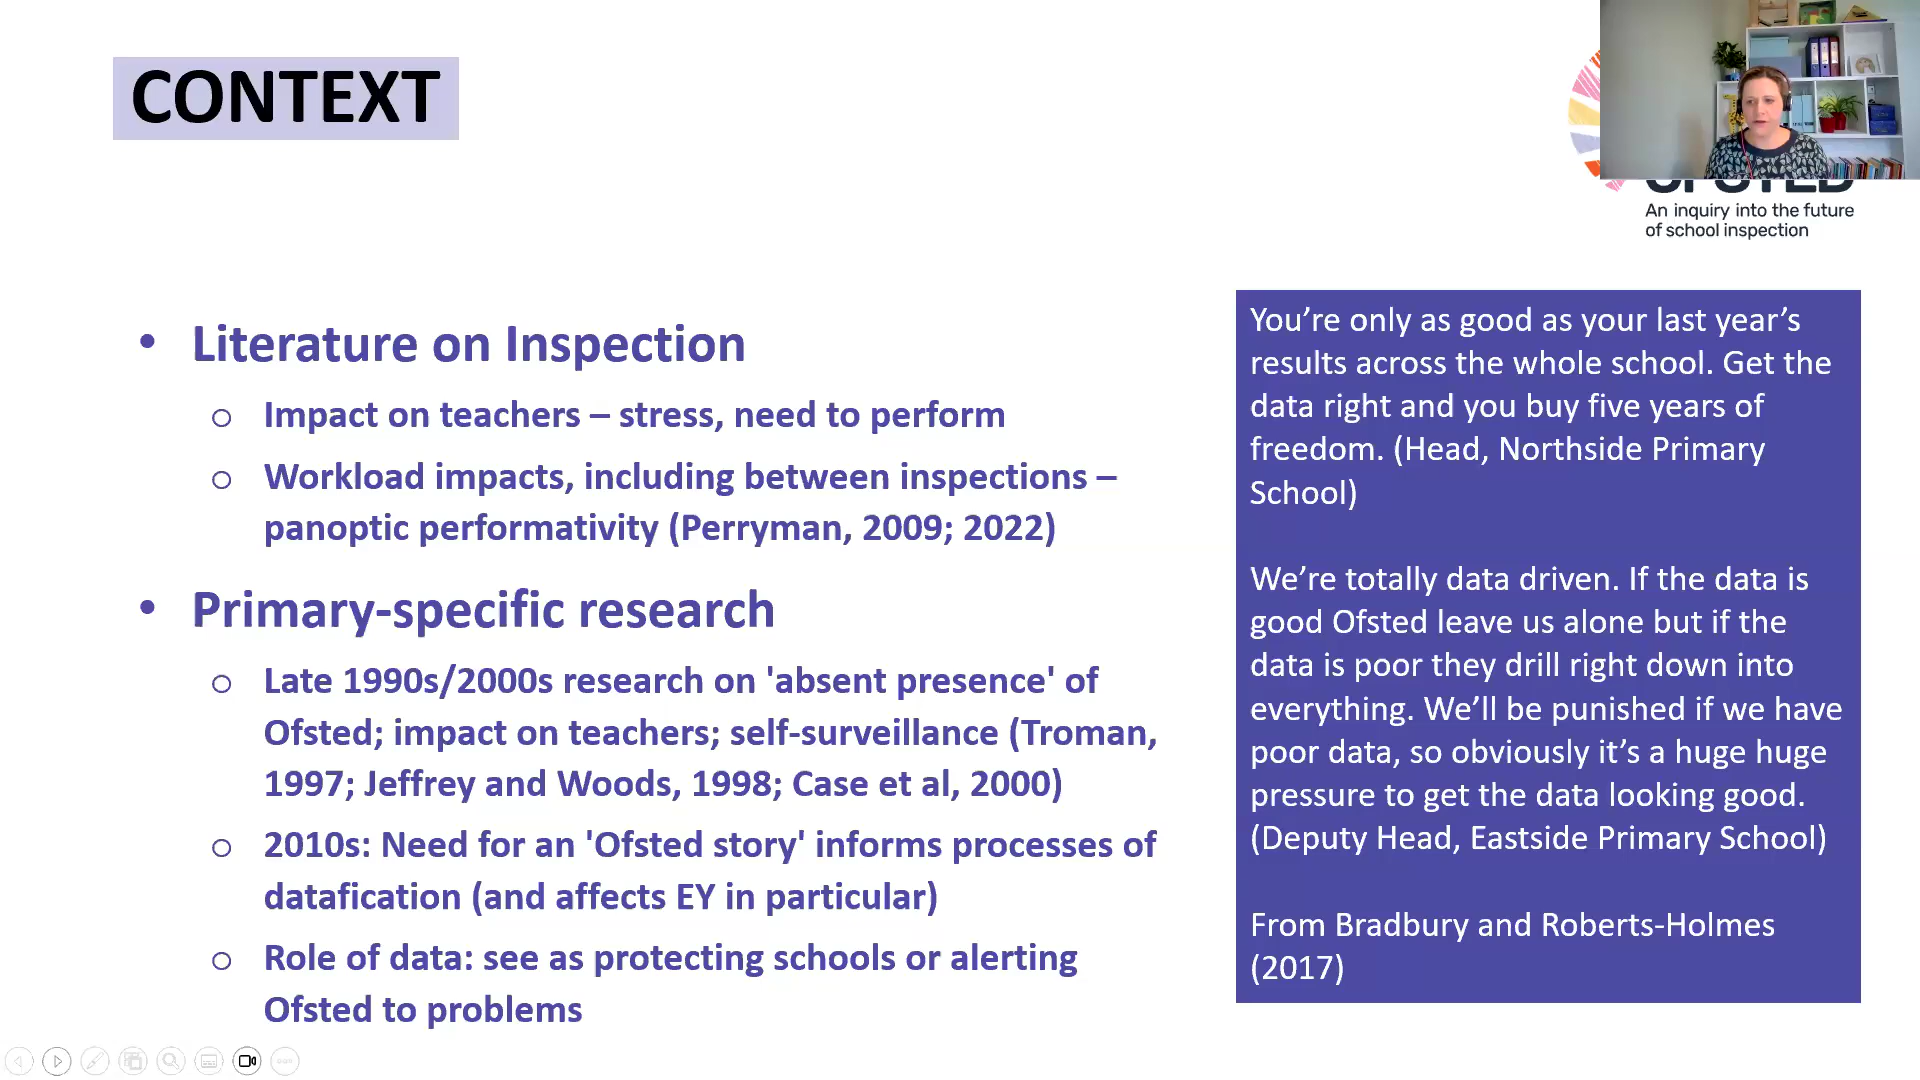 CONTEXT
OFSTED
An inquiry into the future
of school inspection
• Literature on Inspection
o Impact on teachers – stress, need to perform
o Workload impacts, including between inspections –
panoptic performativity (Perryman, 2009; 2022)
• Primary-specific research
o Late 1990s/2000s research on 'absent presence' of
Ofsted; impact on teachers; self-surveillance (Troman,
1997; Jeffrey and Woods, 1998; Case et al, 2000)
o 2010s: Need for an 'Ofsted story' informs processes of
datafication (and affects EY in particular)
o Role of data: see as protecting schools or alerting
Ofsted to problems
You’re only as good as your last year’s
results across the whole school. Get the
data right and you buy five years of
freedom. (Head, Northside Primary
School)
We’re totally data driven. If the data is
good Ofsted leave us alone but if the
data is poor they drill right down into
everything. We’ll be punished if we have
poor data, so obviously it’s a huge huge
pressure to get the data looking good.
(Deputy Head, Eastside Primary School)
From Bradbury and Roberts-Holmes
(2017)